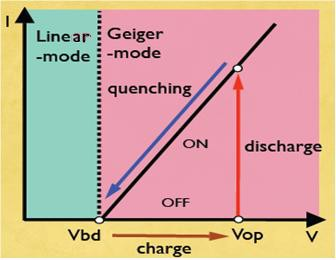 I
Linear
-mode
Geiger
-mode
quenching
ON
discharge
OFF
Vbd
Vop
V
charge